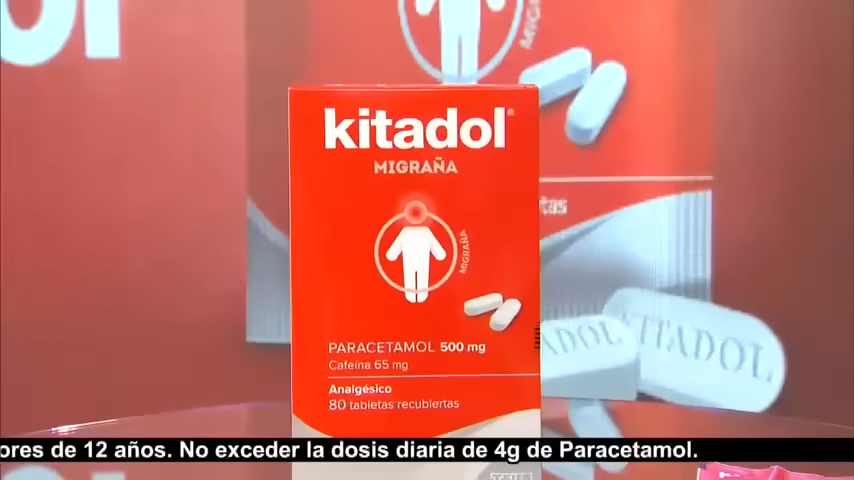 kitadol®
MIGRAÑA
MIGRAÑA
PARACETAMOL 500 mg
Cafeína 65 mg
Analgésico
80 tabletas recubiertas
KITADOL
ores de 12 años. No exceder la dosis diaria de 4g de Paracetamol.